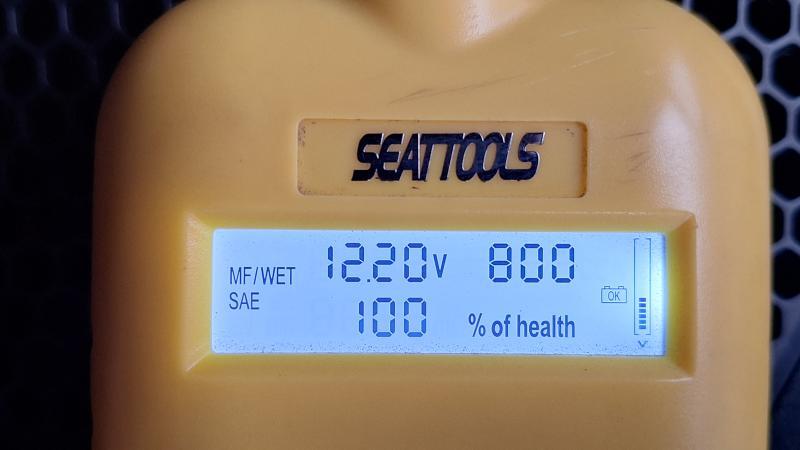 SEATTOOLS
MF/WET 12.20V 800
SAE 100 % of health
OK
V